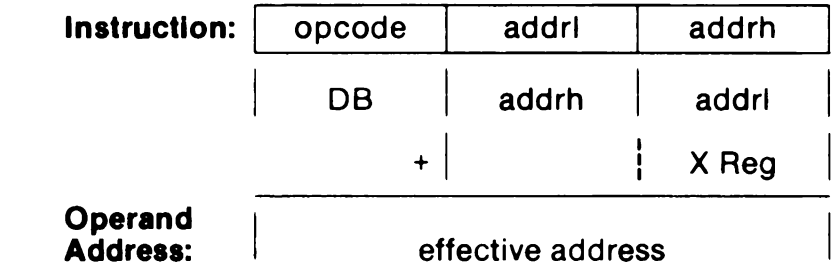 Instruction: opcode addrl addrh
DB addrh addrl
+ X Reg
Operand
Address: effective address